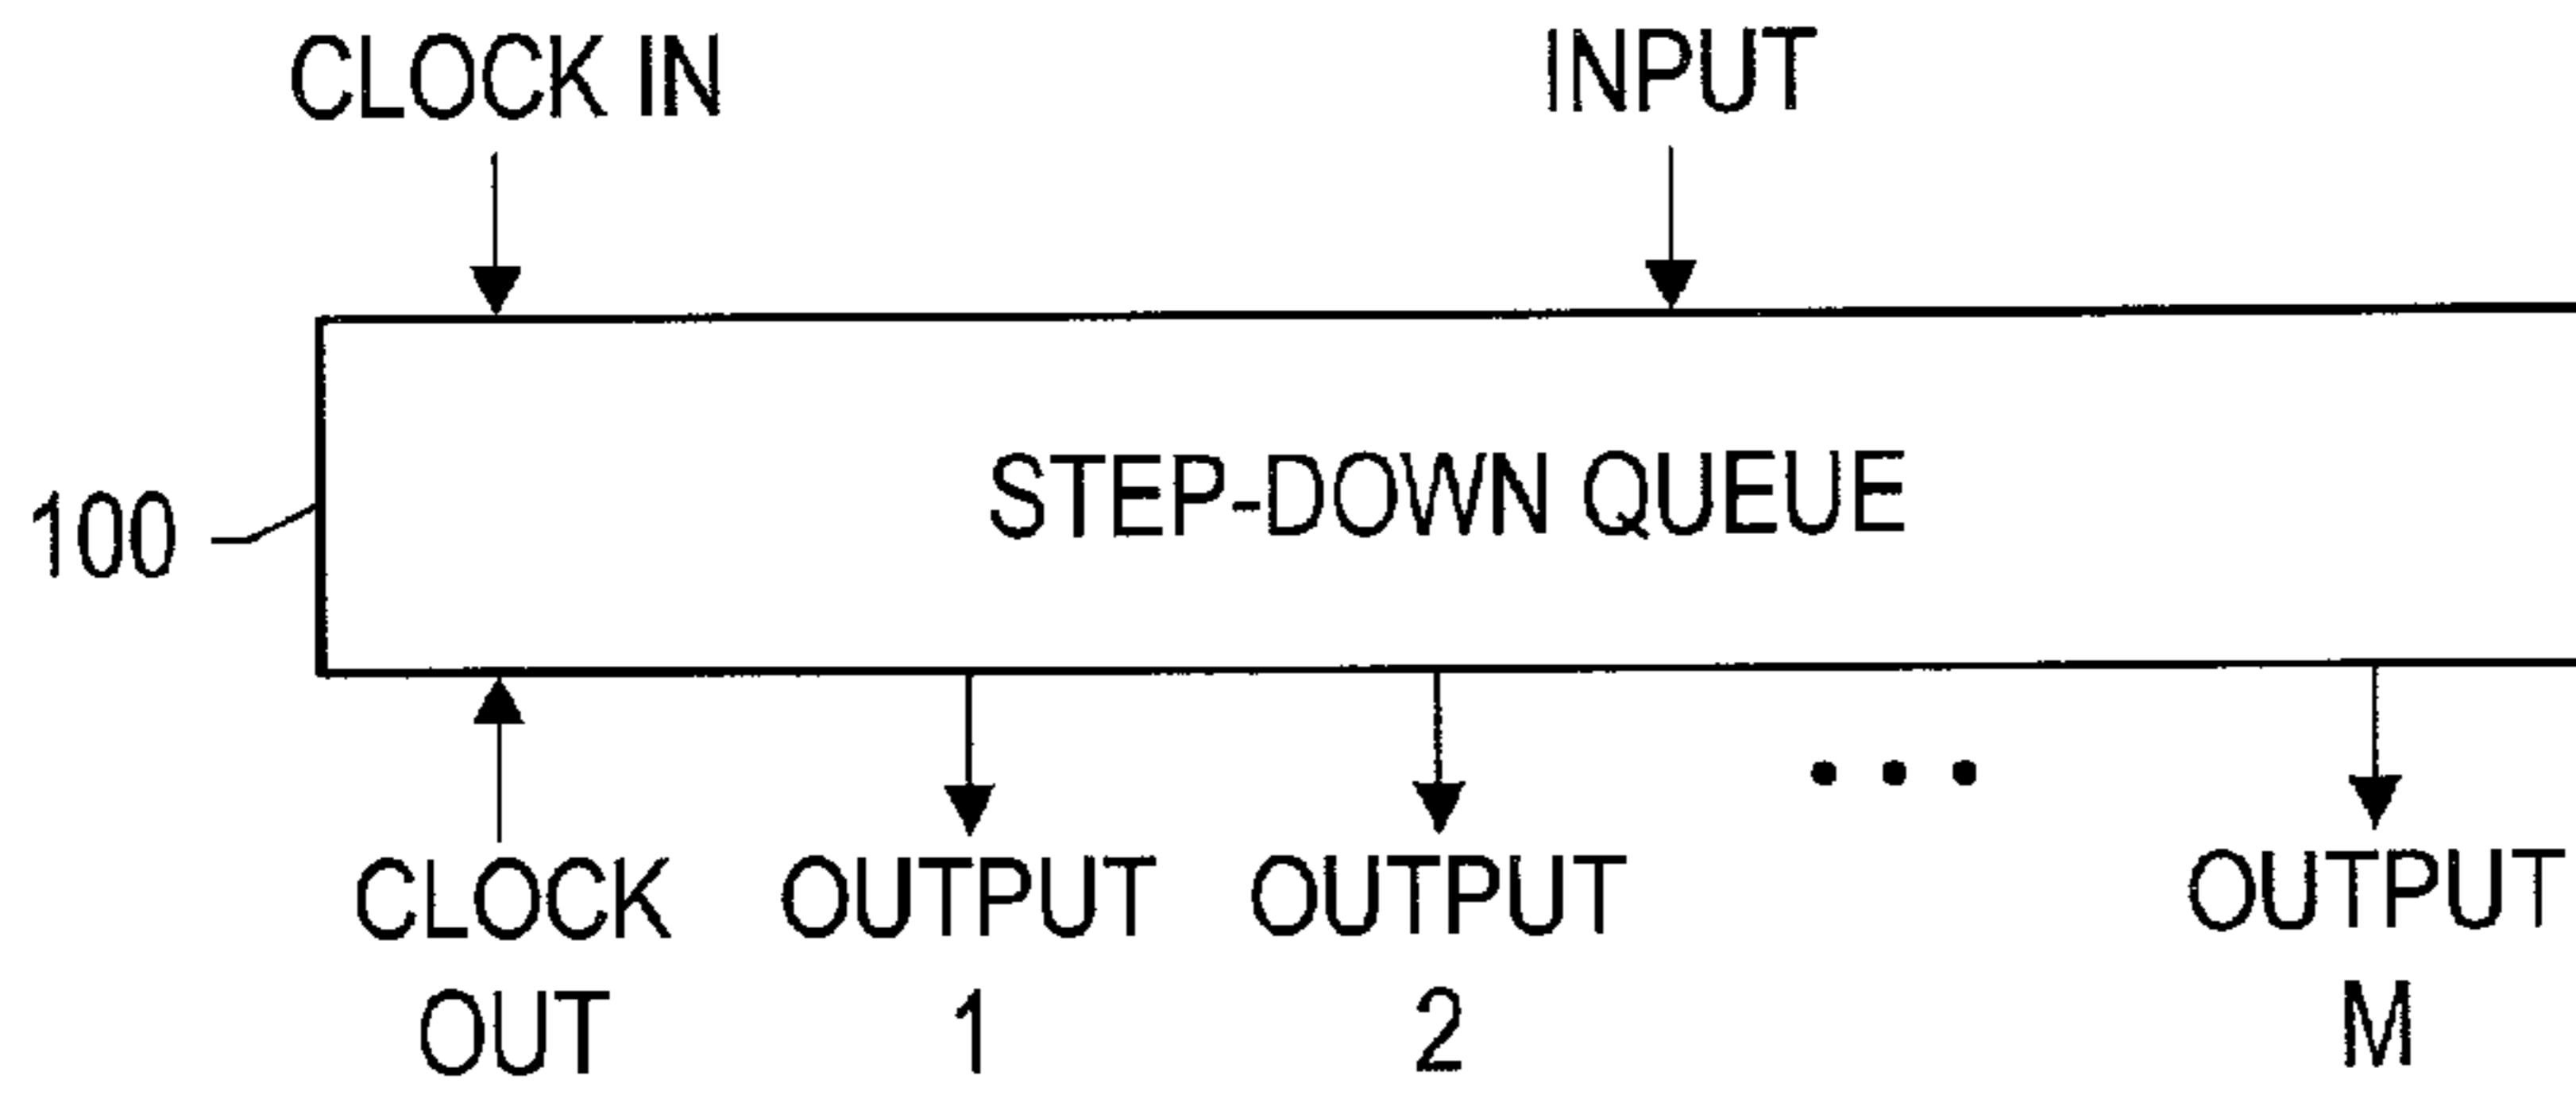 CLOCK IN
INPUT
STEP-DOWN QUEUE
100
CLOCK
OUT
OUTPUT
1
OUTPUT
2
OUTPUT
M